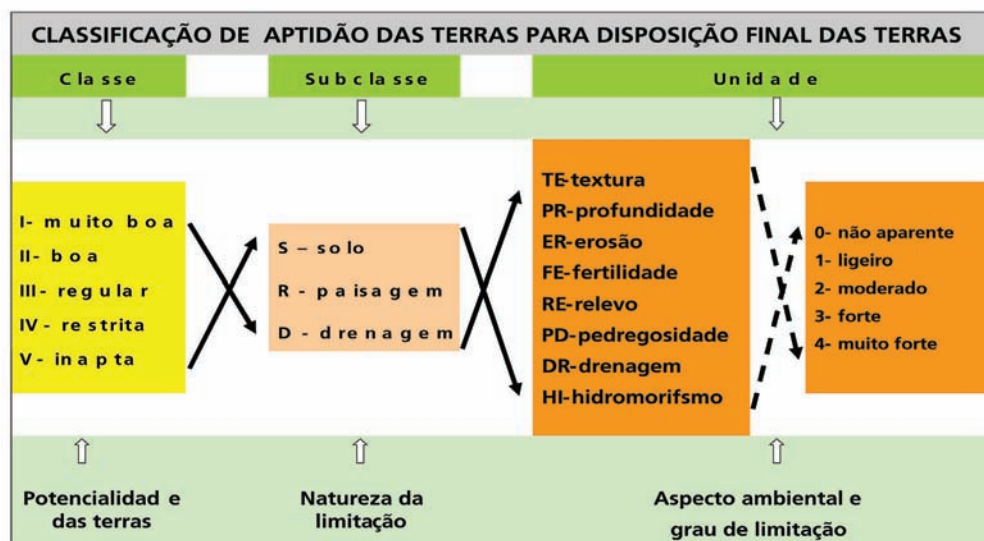 CLASSIFICAÇÃO DE APTIDÃO DAS TERRAS PARA DISPOSIÇÃO FINAL DAS TERRAS
Classe
Subclasse
Unidade
I- muito boa
II- boa
III- regular
IV- restrita
V- inapta
S – solo
R - paisagem
D - drenagem
TE-textura
PR-profundidade
ER-erosão
FE-fertilidade
RE-relevo
PD-pedregosidade
DR-drenagem
HI-hidromorifsmo
0- não aparente
1- ligeiro
2- moderado
3- forte
4- muito forte
Potencialidad e
das terras
Natureza da
limitação
Aspecto ambiental e
grau de limitação